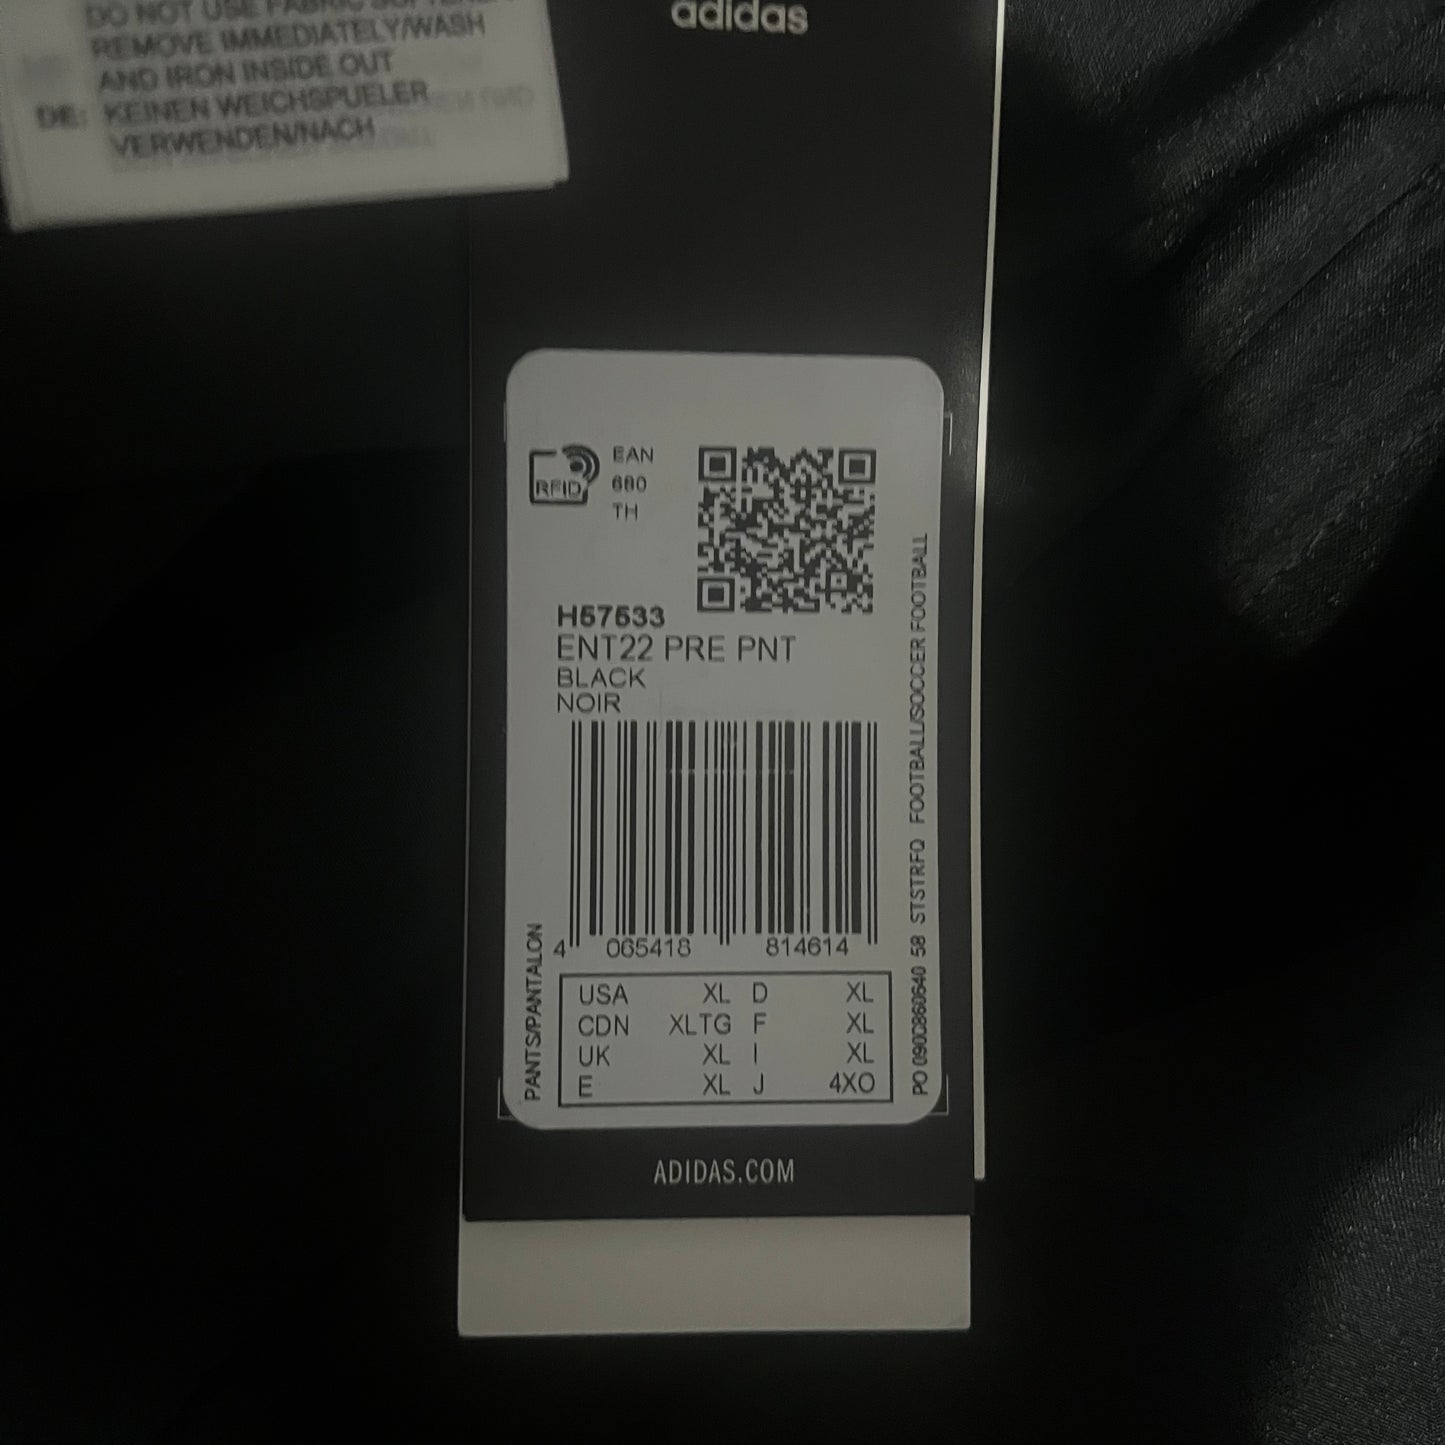 DO NOT USE FABRIC
REMOVE IMMEDIATELY/WASH
AND IRON INSIDE OUT
DE: KEINEN WEICHSPUELER
VERWENDEN/NACH
adidas
RFID
EAN
680
TH
H57533
ENT22 PRE PNT
BLACK
NOIR
4 065418 814614
PANTS/PANTALON
USA XL D XL
CDN XLTG F XL
UK XL I XL
E XL J 4XO
PO 0900860640 58 STSTRFQ FOOTBALL/SOCCER FOOTBALL
ADIDAS.COM